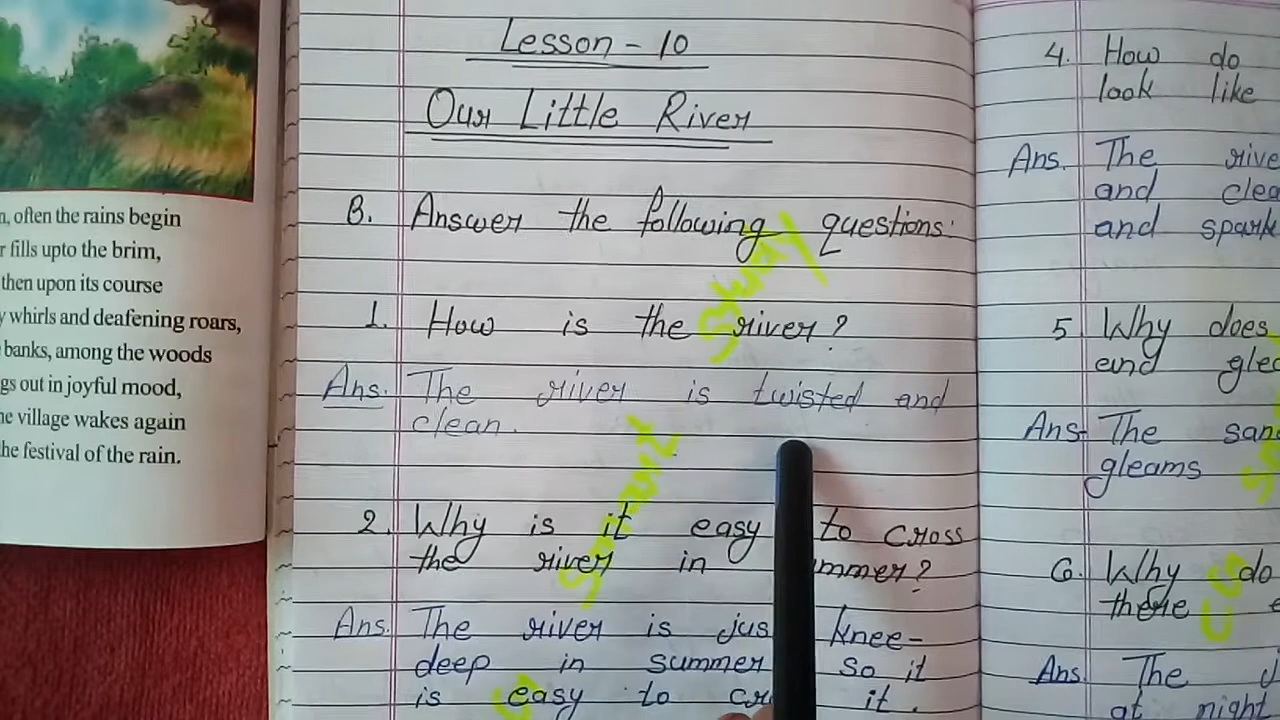 often the rains begin
fills upto the brim,
then upon its course
whirls and deafening roars,
banks, among the woods
out in joyful mood,
village wakes again
the festival of the rain.
Lesson - 10
Our Little River
B. Answer the following questions:
1. How is the river?
Ans. The river is twisted and
clean.
2. Why is it easy to cross
the river in
Ans. The river is knee-
deep in summer so it
is easy to it.
4. How do
look like
Ans. The
and
and
5 Why does
and
Ans. The
gleams
6. Why do
there
Ans. The
at night